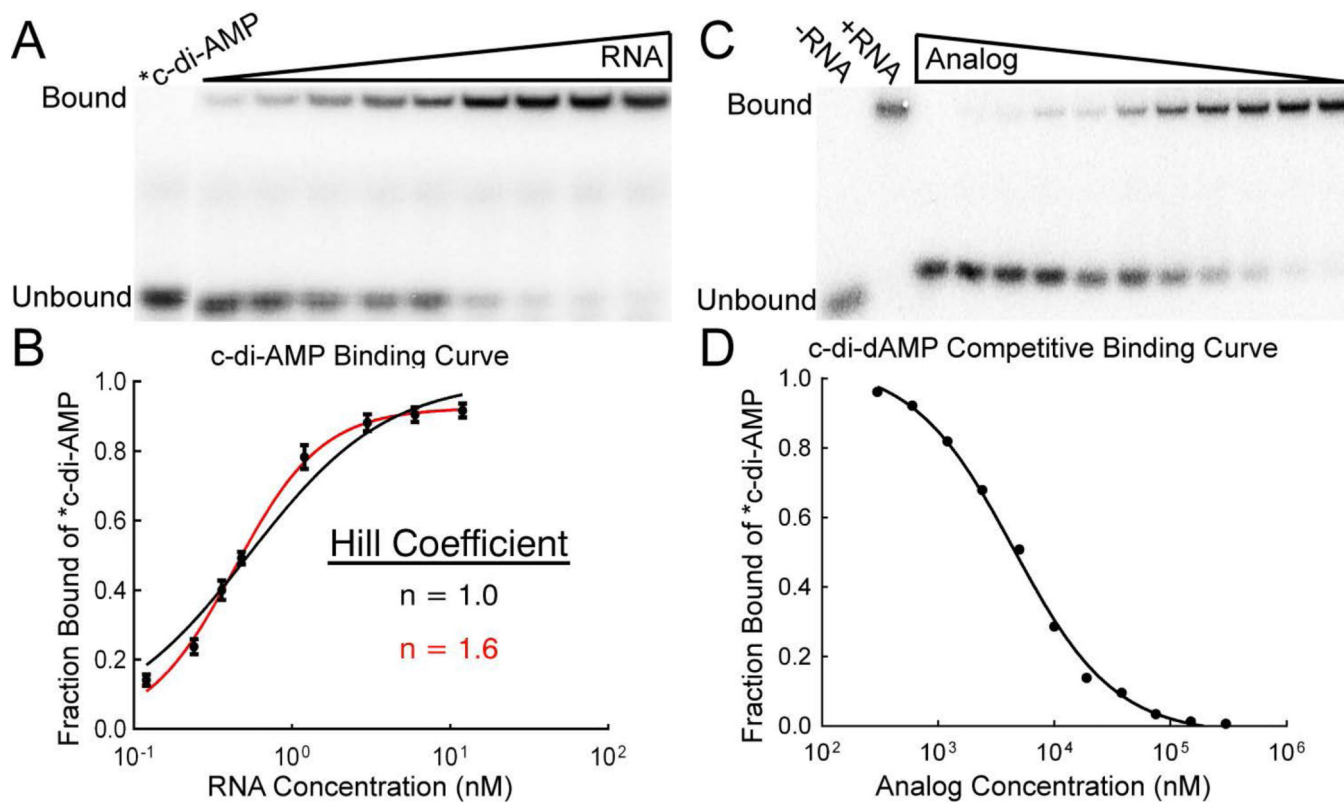 A
*c-di-AMP
RNA
Bound
Unbound
C
-RNA
+RNA
Analog
Bound
Unbound
B
c-di-AMP Binding Curve
Fraction Bound of *c-di-AMP
1.0
0.8
0.6
0.4
0.2
0.0
Hill Coefficient
n = 1.0
n = 1.6
10-1
100
101
102
RNA Concentration (nM)
D
c-di-dAMP Competitive Binding Curve
Fraction Bound of *c-di-AMP
1.0
0.8
0.6
0.4
0.2
0.0
102
103
104
105
106
Analog Concentration (nM)